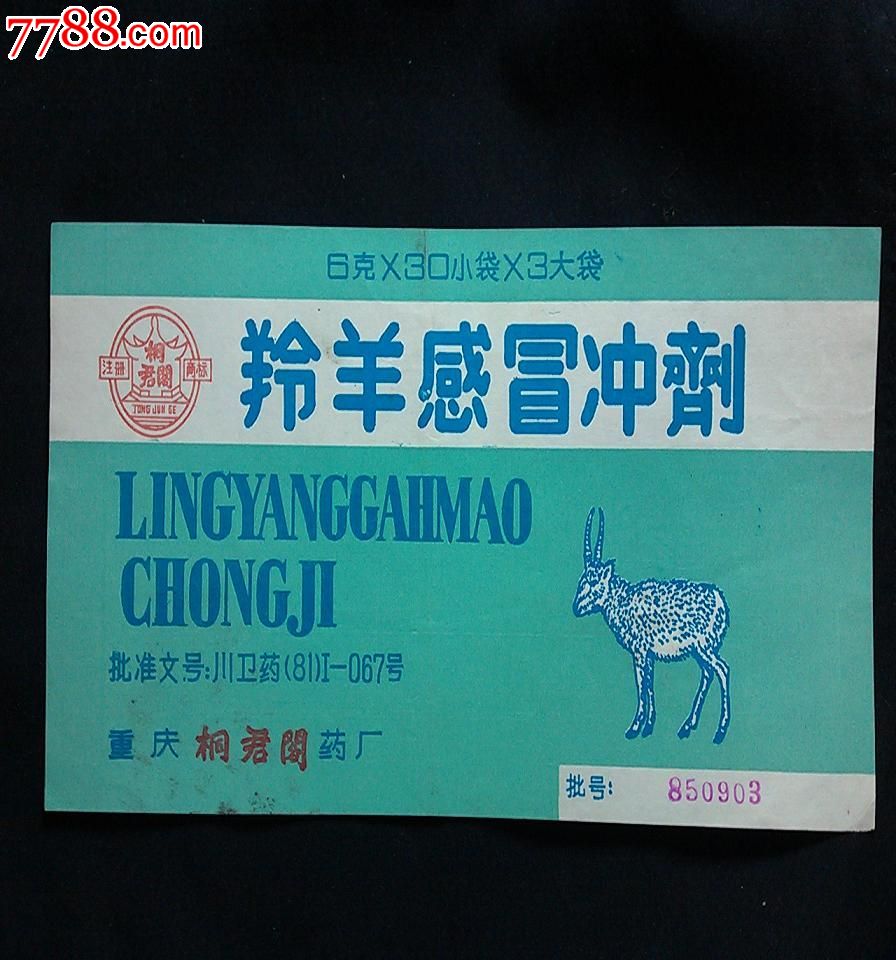 7788.com
6克X30小袋X3大袋
桐君閣
注册 商标
TONG JUN GE
羚羊感冒冲劑
LINGYANGGAHMAO
CHONGJI
批准文号:川卫药(81)I-067号
重庆桐君閣药厂
批号: 850903